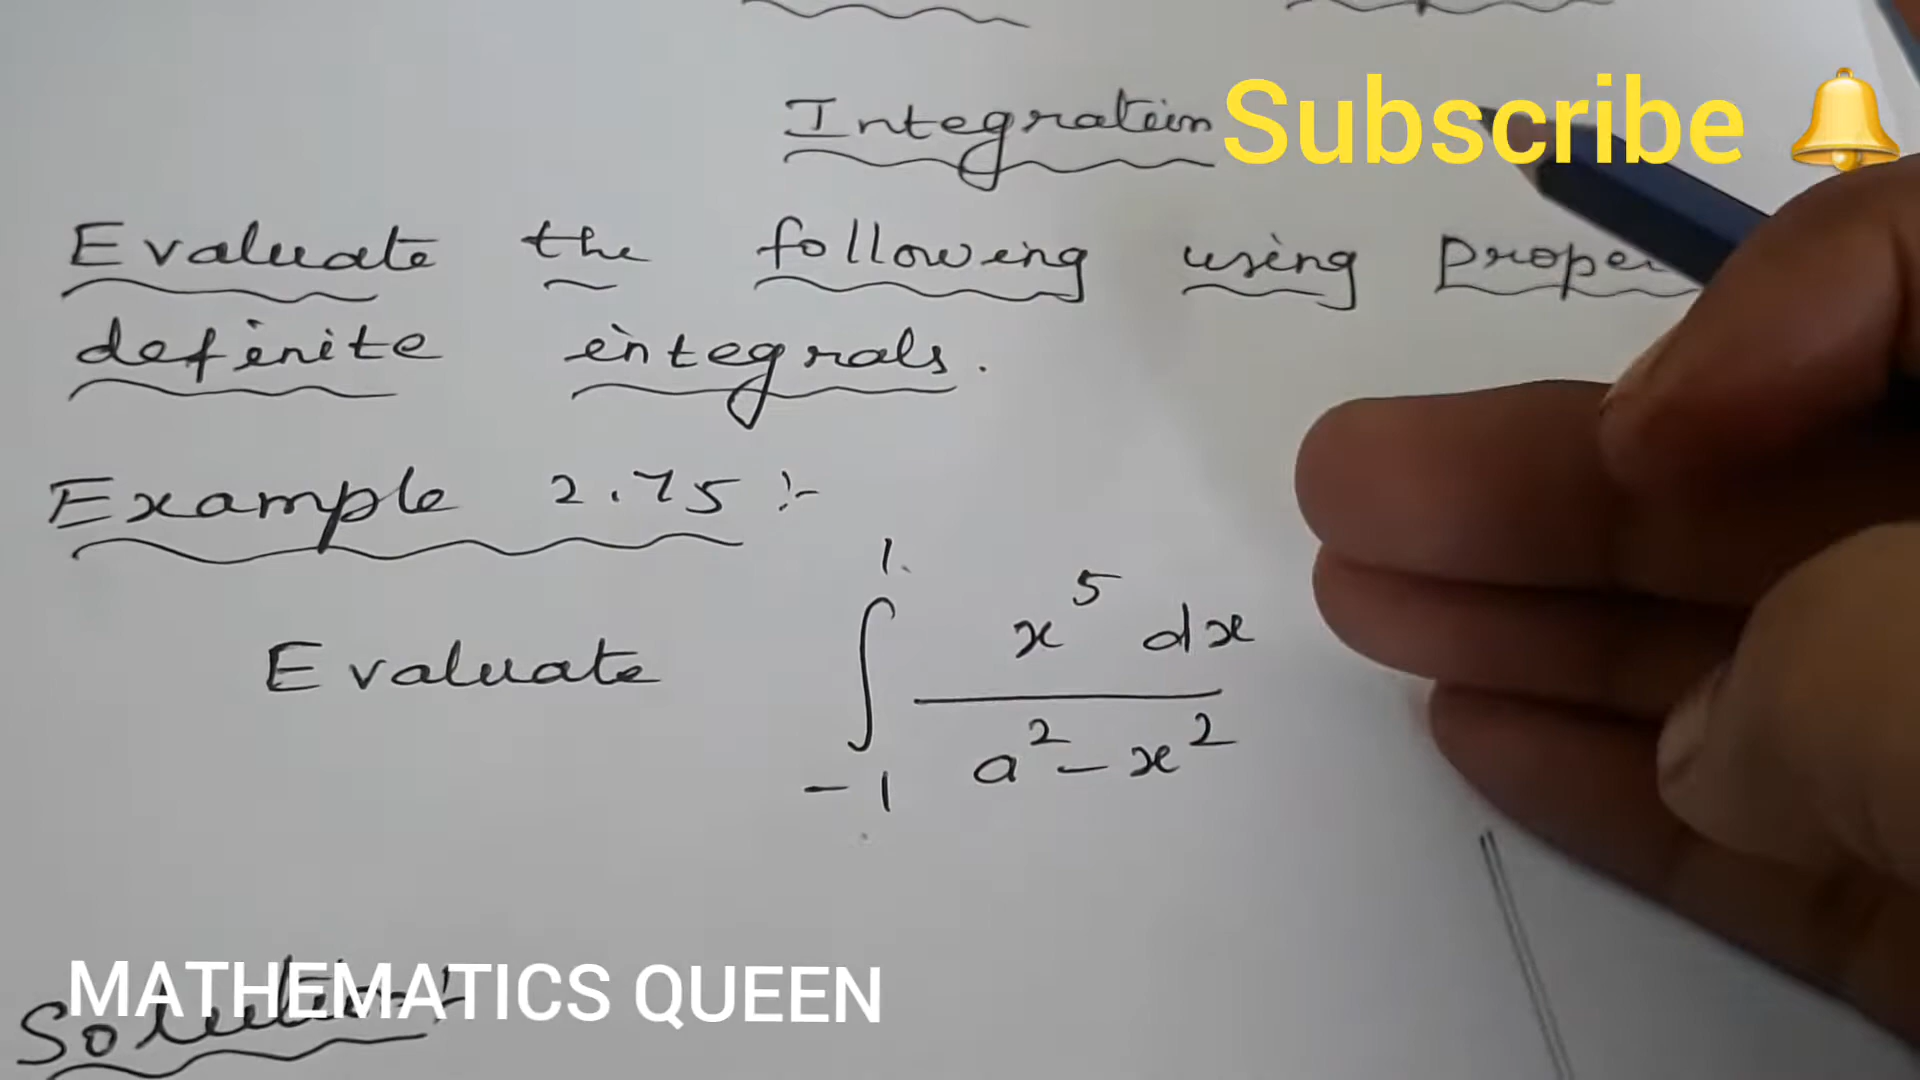 Integration Subscribe 🔔
Evaluate the following using
definite integrals.
Example 2.75 :-
Evaluate ∫_{-1}^{1} x^5 dx / (a^2 - x^2)
MATHEMATICS QUEEN
Solution:-